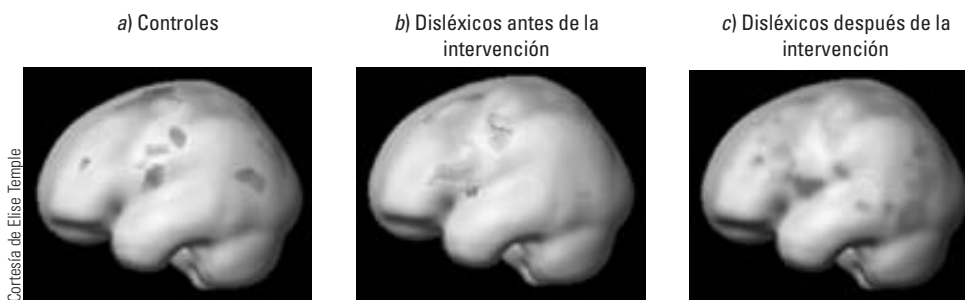 a) Controles
b) Disléxicos antes de la
intervención
c) Disléxicos después de la
intervención
Cortesía de Elise Temple